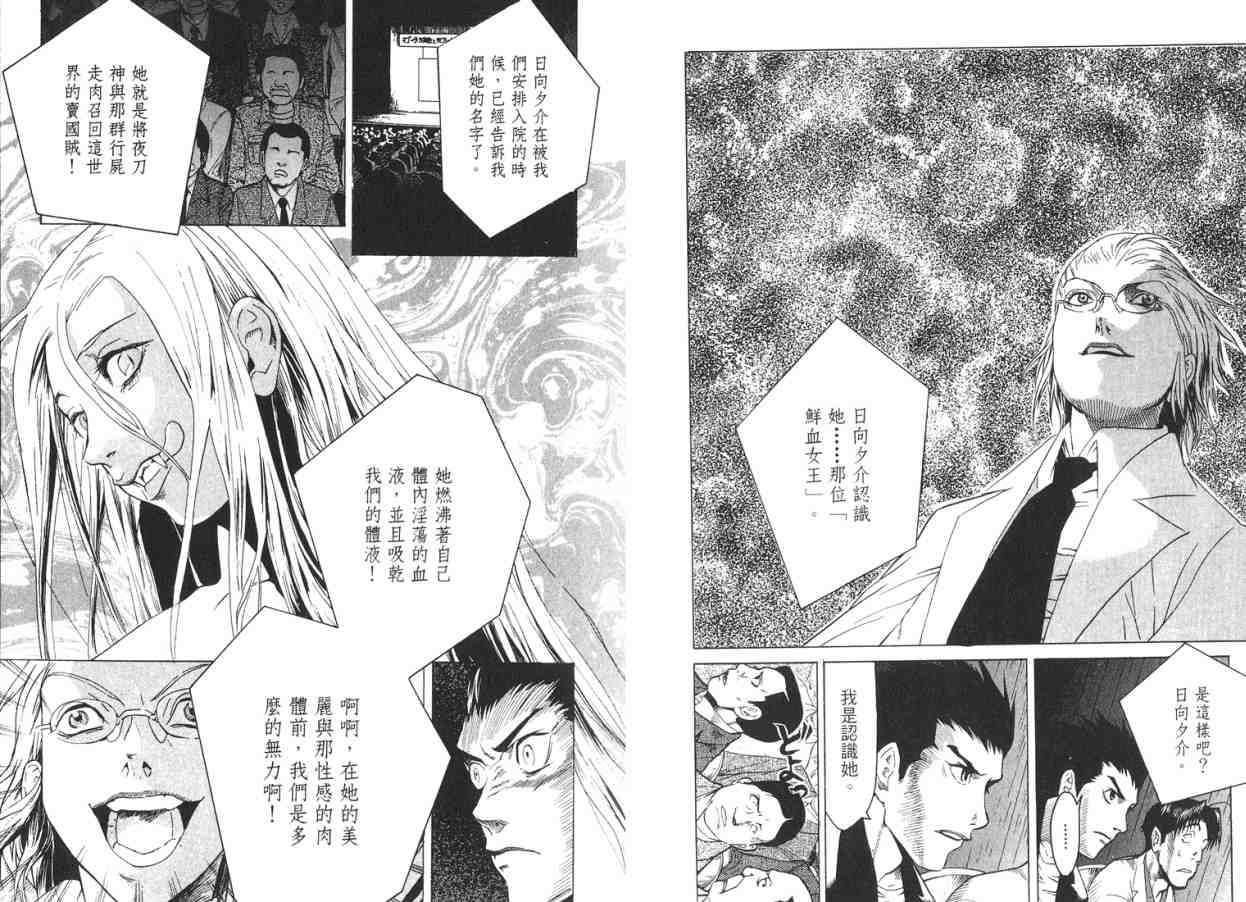 日向夕介認識
她⋯⋯那位「
鮮血女王」。
是這樣吧？
日向夕介。
⋯⋯
我是認識她。
どよっ
日向夕介在被我
們安排入院的時
候，已經告訴我
們她的名字了。
她就是將夜刀
神與那群行屍
走肉召回這世
界的賣國賊！
她燃沸著自己
體內淫蕩的血
液，並且吸乾
我們的體液！
啊啊，在她的美
麗與那性感的肉
體前，我們是多
麼的無力啊！